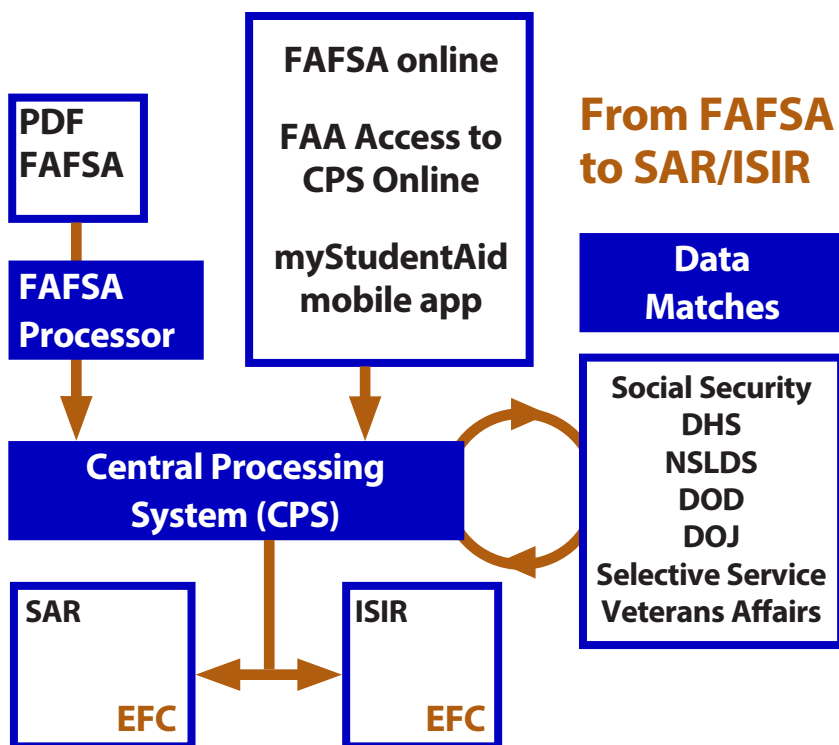 PDF
FAFSA
FAFSA online
FAA Access to
CPS Online
myStudentAid
mobile app
From FAFSA
to SAR/ISIR
FAFSA
Processor
Data
Matches
Social Security
DHS
NSLDS
DOD
DOJ
Selective Service
Veterans Affairs
Central Processing
System (CPS)
SAR
EFC
ISIR
EFC